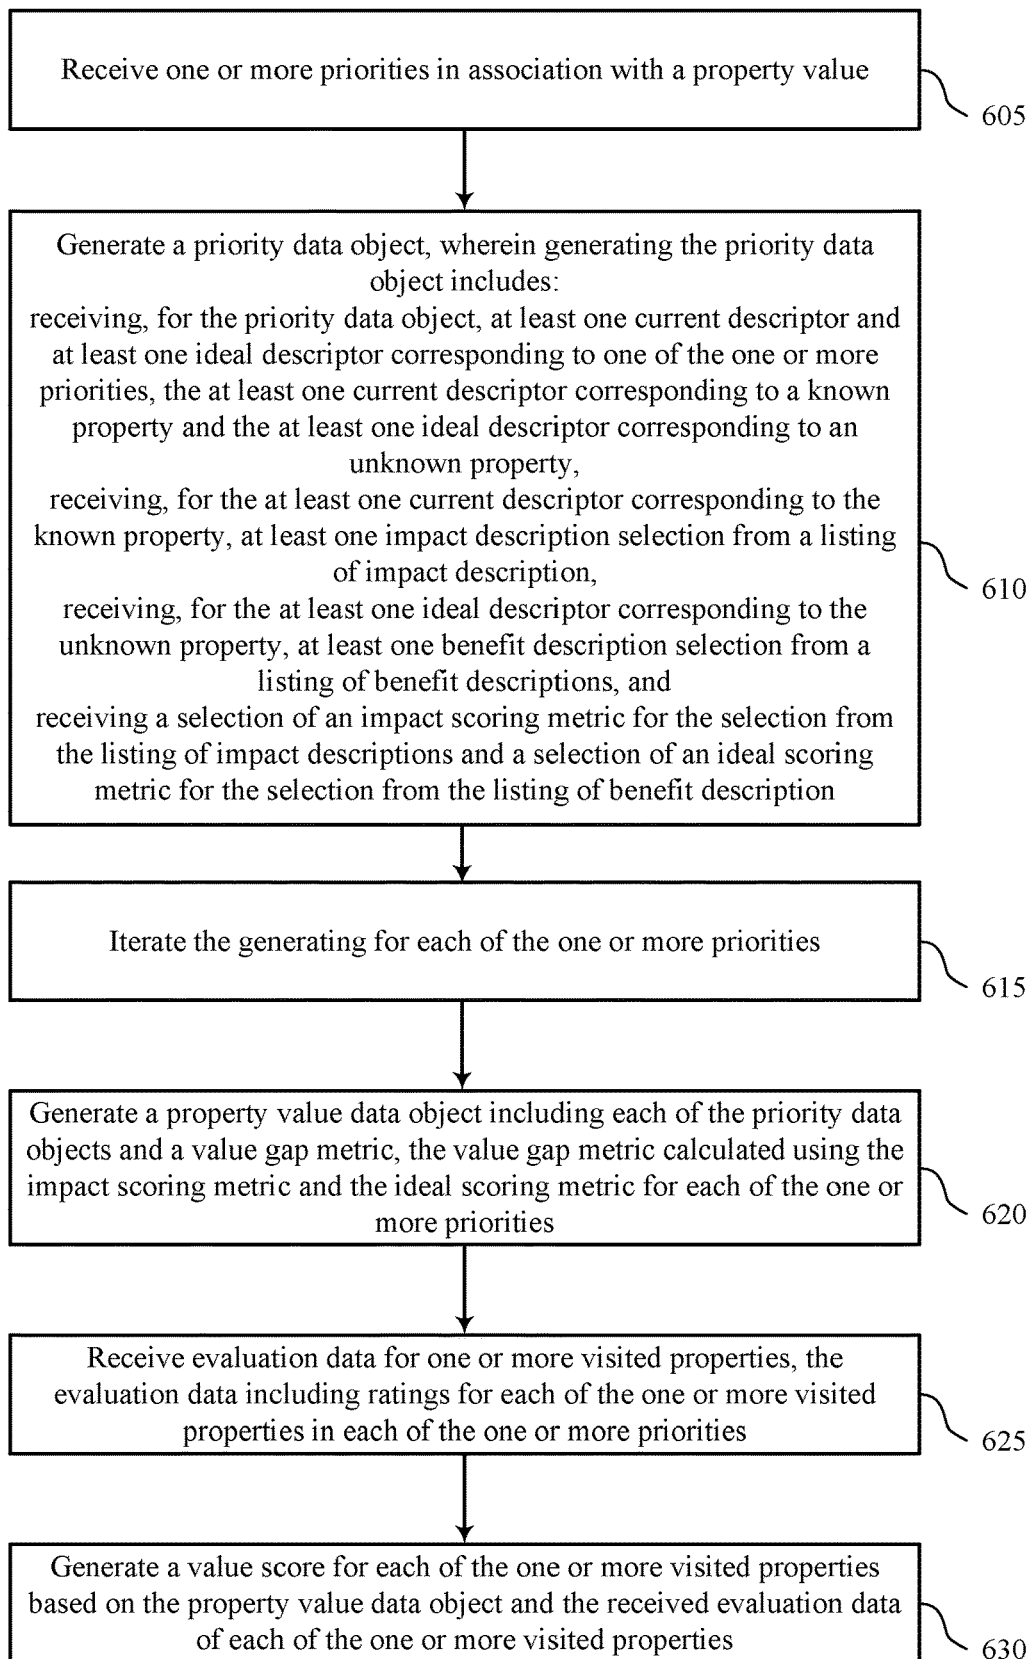 Receive one or more priorities in association with a property value
605
Generate a priority data object, wherein generating the priority data
object includes:
receiving, for the priority data object, at least one current descriptor and
at least one ideal descriptor corresponding to one of the one or more
priorities, the at least one current descriptor corresponding to a known
property and the at least one ideal descriptor corresponding to an
unknown property,
receiving, for the at least one current descriptor corresponding to the
known property, at least one impact description selection from a listing
of impact description,
receiving, for the at least one ideal descriptor corresponding to the
unknown property, at least one benefit description selection from a
listing of benefit descriptions, and
receiving a selection of an impact scoring metric for the selection from
the listing of impact descriptions and a selection of an ideal scoring
metric for the selection from the listing of benefit description
610
Iterate the generating for each of the one or more priorities
615
Generate a property value data object including each of the priority data
objects and a value gap metric, the value gap metric calculated using the
impact scoring metric and the ideal scoring metric for each of the one or
more priorities
620
Receive evaluation data for one or more visited properties, the
evaluation data including ratings for each of the one or more visited
properties in each of the one or more priorities
625
Generate a value score for each of the one or more visited properties
based on the property value data object and the received evaluation data
of each of the one or more visited properties
630